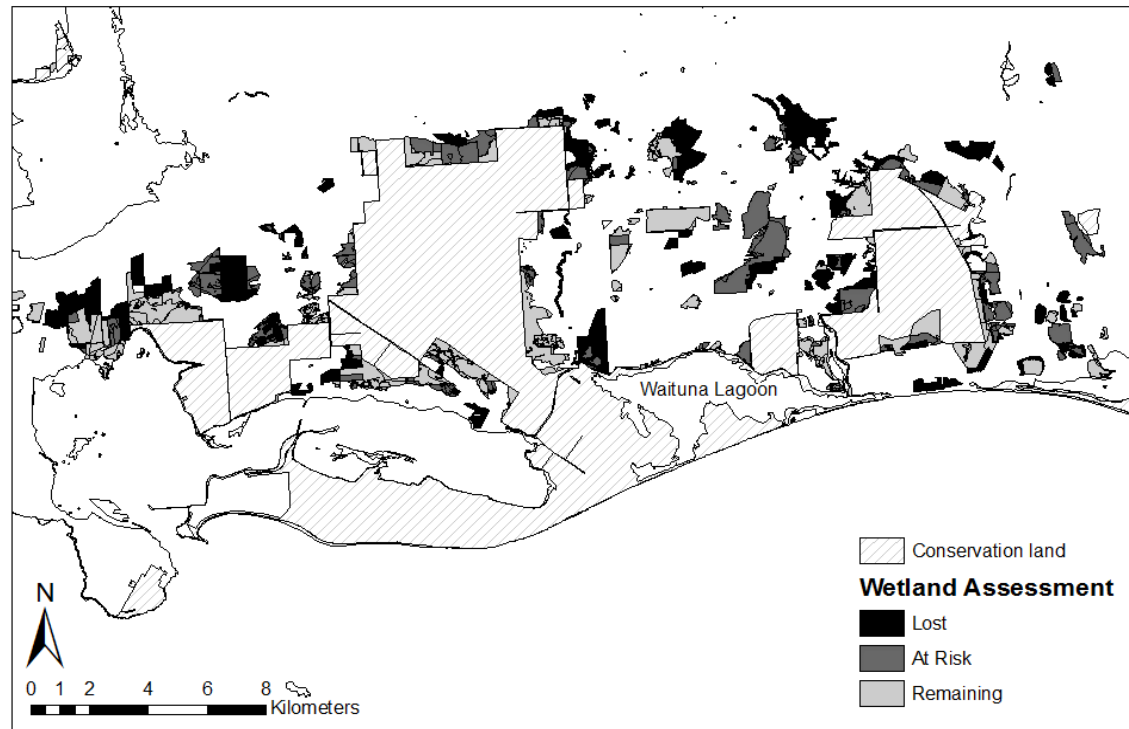 Waituna Lagoon
Conservation land
Wetland Assessment
Lost
At Risk
Remaining
N
0 1 2 4 6 8
Kilometers